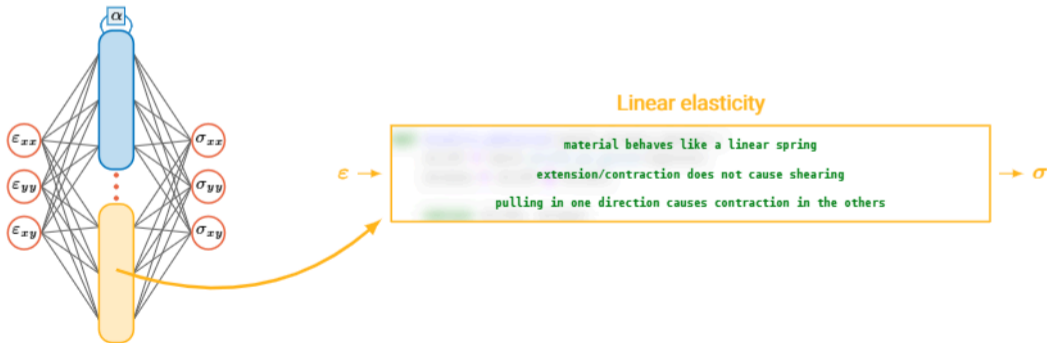 α
Linear elasticity
ε_xx
σ_xx
material behaves like a linear spring
ε
extension/contraction does not cause shearing
σ
ε_yy
σ_yy
pulling in one direction causes contraction in the others
ε_xy
σ_xy